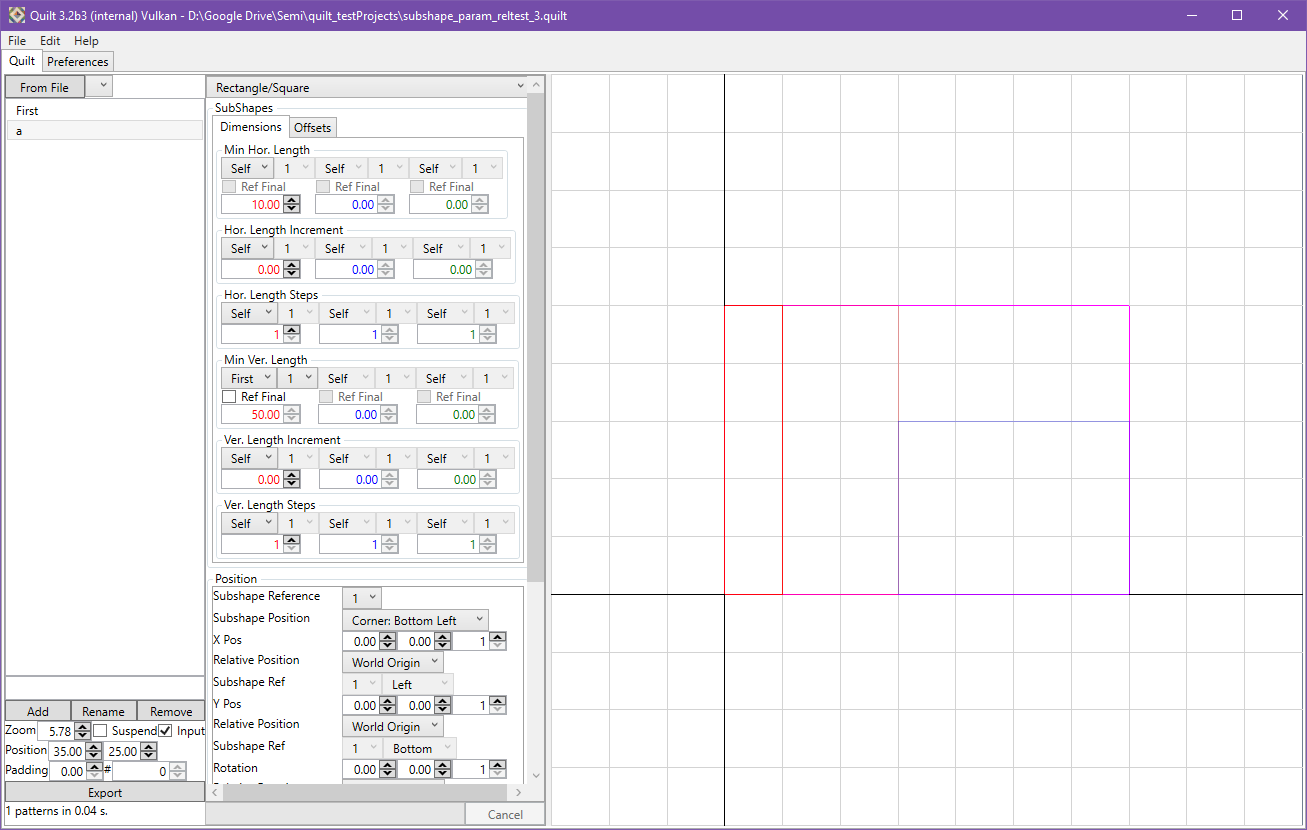 Quilt 3.2b3 (internal) Vulkan - D:\Google Drive\Semi\quilt_testProjects\subshape_param_reltest_3.quilt
File Edit Help
Quilt Preferences
From File
First
a
Rectangle/Square
SubShapes
Dimensions Offsets
Min Hor. Length
Self 1 Self 1 Self 1
Ref Final Ref Final Ref Final
10.00 0.00 0.00
Hor. Length Increment
Self 1 Self 1 Self 1
0.00 0.00 0.00
Hor. Length Steps
Self 1 Self 1 Self 1
1 1 1
Min Ver. Length
First 1 Self 1 Self 1
Ref Final Ref Final Ref Final
50.00 0.00 0.00
Ver. Length Increment
Self 1 Self 1 Self 1
0.00 0.00 0.00
Ver. Length Steps
Self 1 Self 1 Self 1
1 1 1
Position
Subshape Reference 1
Subshape Position Corner: Bottom Left
X Pos 0.00 0.00 1
Relative Position World Origin
Subshape Ref 1 Left
Y Pos 0.00 0.00 1
Relative Position World Origin
Subshape Ref 1 Bottom
Rotation 0.00 0.00 1
Add Rename Remove
Zoom 5.78 Suspend Input
Position 35.00 25.00
Padding 0.00 # 0
Export
1 patterns in 0.04 s.
Cancel